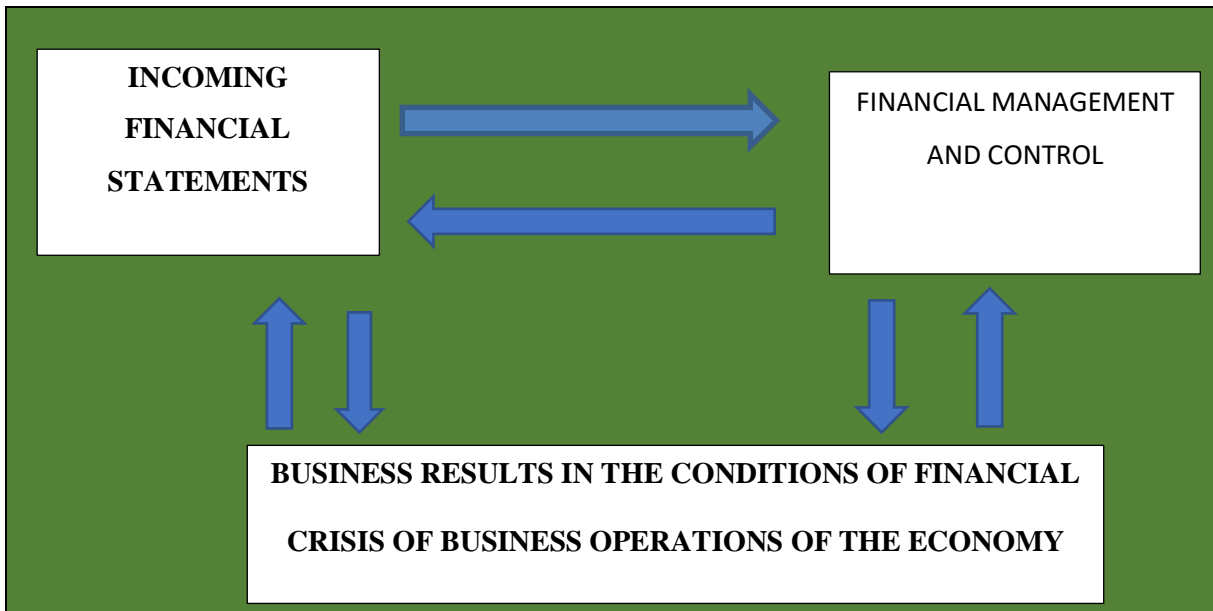 INCOMING
FINANCIAL
STATEMENTS
FINANCIAL MANAGEMENT
AND CONTROL
BUSINESS RESULTS IN THE CONDITIONS OF FINANCIAL
CRISIS OF BUSINESS OPERATIONS OF THE ECONOMY